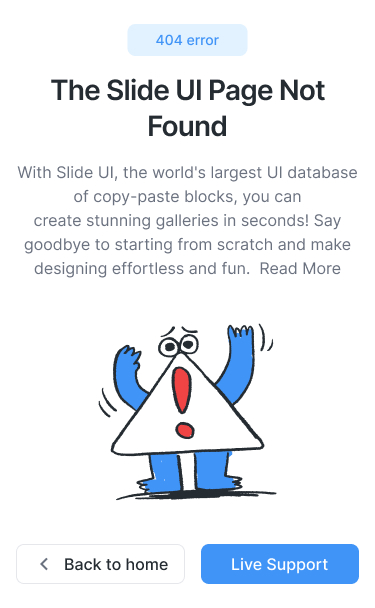 404 error
The Slide UI Page Not
Found
With Slide UI, the world's largest UI database
of copy-paste blocks, you can
create stunning galleries in seconds! Say
goodbye to starting from scratch and make
designing effortless and fun.  Read More
Back to home
Live Support